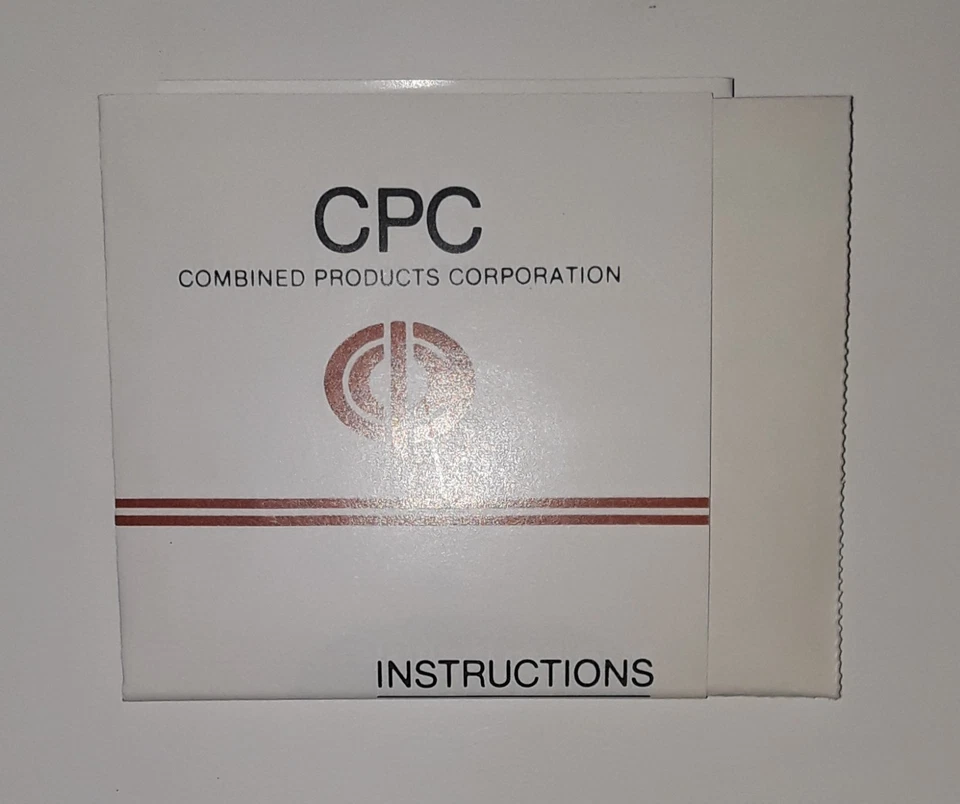 CPC
COMBINED PRODUCTS CORPORATION
INSTRUCTIONS